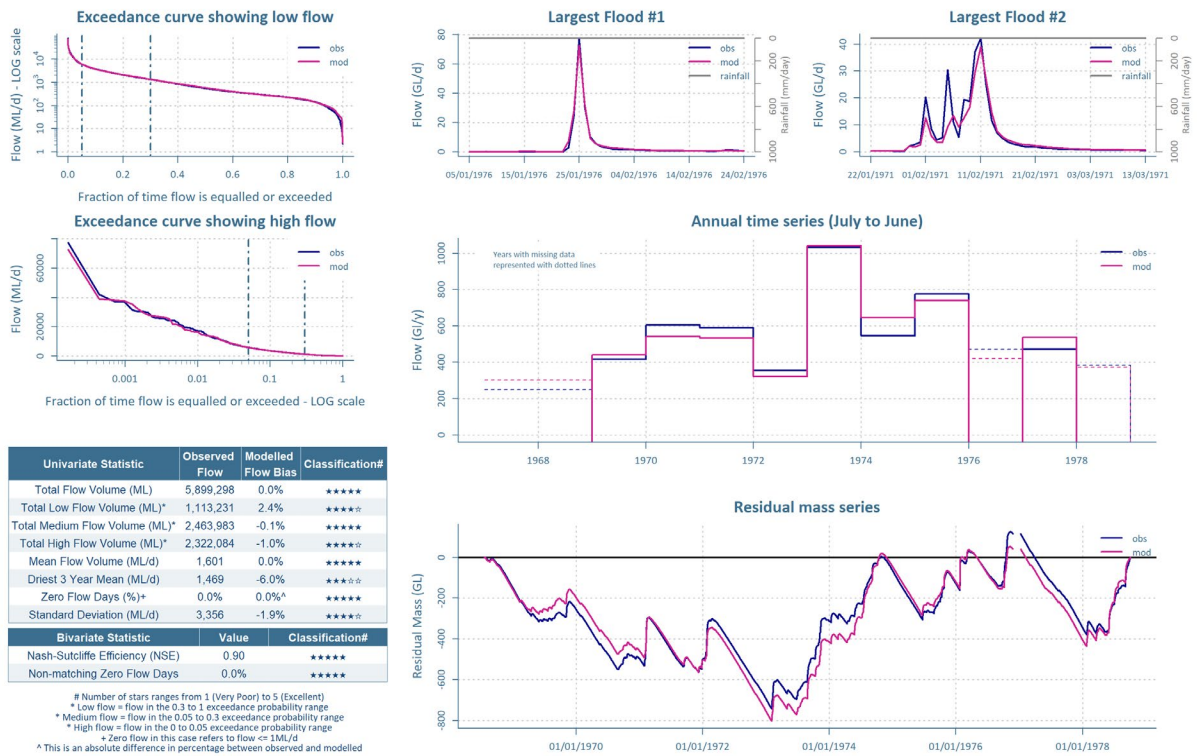 Exceedance curve showing low flow
Flow (ML/d) - LOG scale
10⁴
10³
10²
10
1
obs
mod
0.0 0.2 0.4 0.6 0.8 1.0
Fraction of time flow is equalled or exceeded
Largest Flood #1
Flow (GL/d)
80
60
40
20
0
obs
mod
rainfall
0
200
600
1000
Rainfall (mm/day)
05/01/1976 15/01/1976 25/01/1976 04/02/1976 14/02/1976 24/02/1976
Largest Flood #2
Flow (GL/d)
40
30
20
10
0
obs
mod
rainfall
0
200
600
1000
Rainfall (mm/day)
22/01/1971 01/02/1971 11/02/1971 21/02/1971 03/03/1971 13/03/1971
Exceedance curve showing high flow
Flow (ML/d)
60000
20000
0
obs
mod
0.001 0.01 0.1 1
Fraction of time flow is equalled or exceeded - LOG scale
Annual time series (July to June)
Flow (Gl/y)
1000
800
600
400
200
0
Years with missing data
represented with dotted lines
obs
mod
1968 1970 1972 1974 1976 1978
Univariate Statistic Observed Flow Modelled Flow Bias Classification#
Total Flow Volume (ML) 5,899,298 0.0% ★★★★★
Total Low Flow Volume (ML)* 1,113,231 2.4% ★★★★☆
Total Medium Flow Volume (ML)* 2,463,983 -0.1% ★★★★★
Total High Flow Volume (ML)* 2,322,084 -1.0% ★★★★☆
Mean Flow Volume (ML/d) 1,601 0.0% ★★★★★
Driest 3 Year Mean (ML/d) 1,469 -6.0% ★★★☆☆
Zero Flow Days (%)+ 0.0% 0.0%^ ★★★★★
Standard Deviation (ML/d) 3,356 -1.9% ★★★★☆
Bivariate Statistic Value Classification#
Nash-Sutcliffe Efficiency (NSE) 0.90 ★★★★★
Non-matching Zero Flow Days 0.0% ★★★★★
# Number of stars ranges from 1 (Very Poor) to 5 (Excellent)
* Low flow = flow in the 0.3 to 1 exceedance probability range
* Medium flow = flow in the 0.05 to 0.3 exceedance probability range
* High flow = flow in the 0 to 0.05 exceedance probability range
+ Zero flow in this case refers to flow <= 1ML/d
^ This is an absolute difference in percentage between observed and modelled
Residual mass series
Residual Mass (GL)
0
-200
-400
-600
-800
obs
mod
01/01/1970 01/01/1972 01/01/1974 01/01/1976 01/01/1978